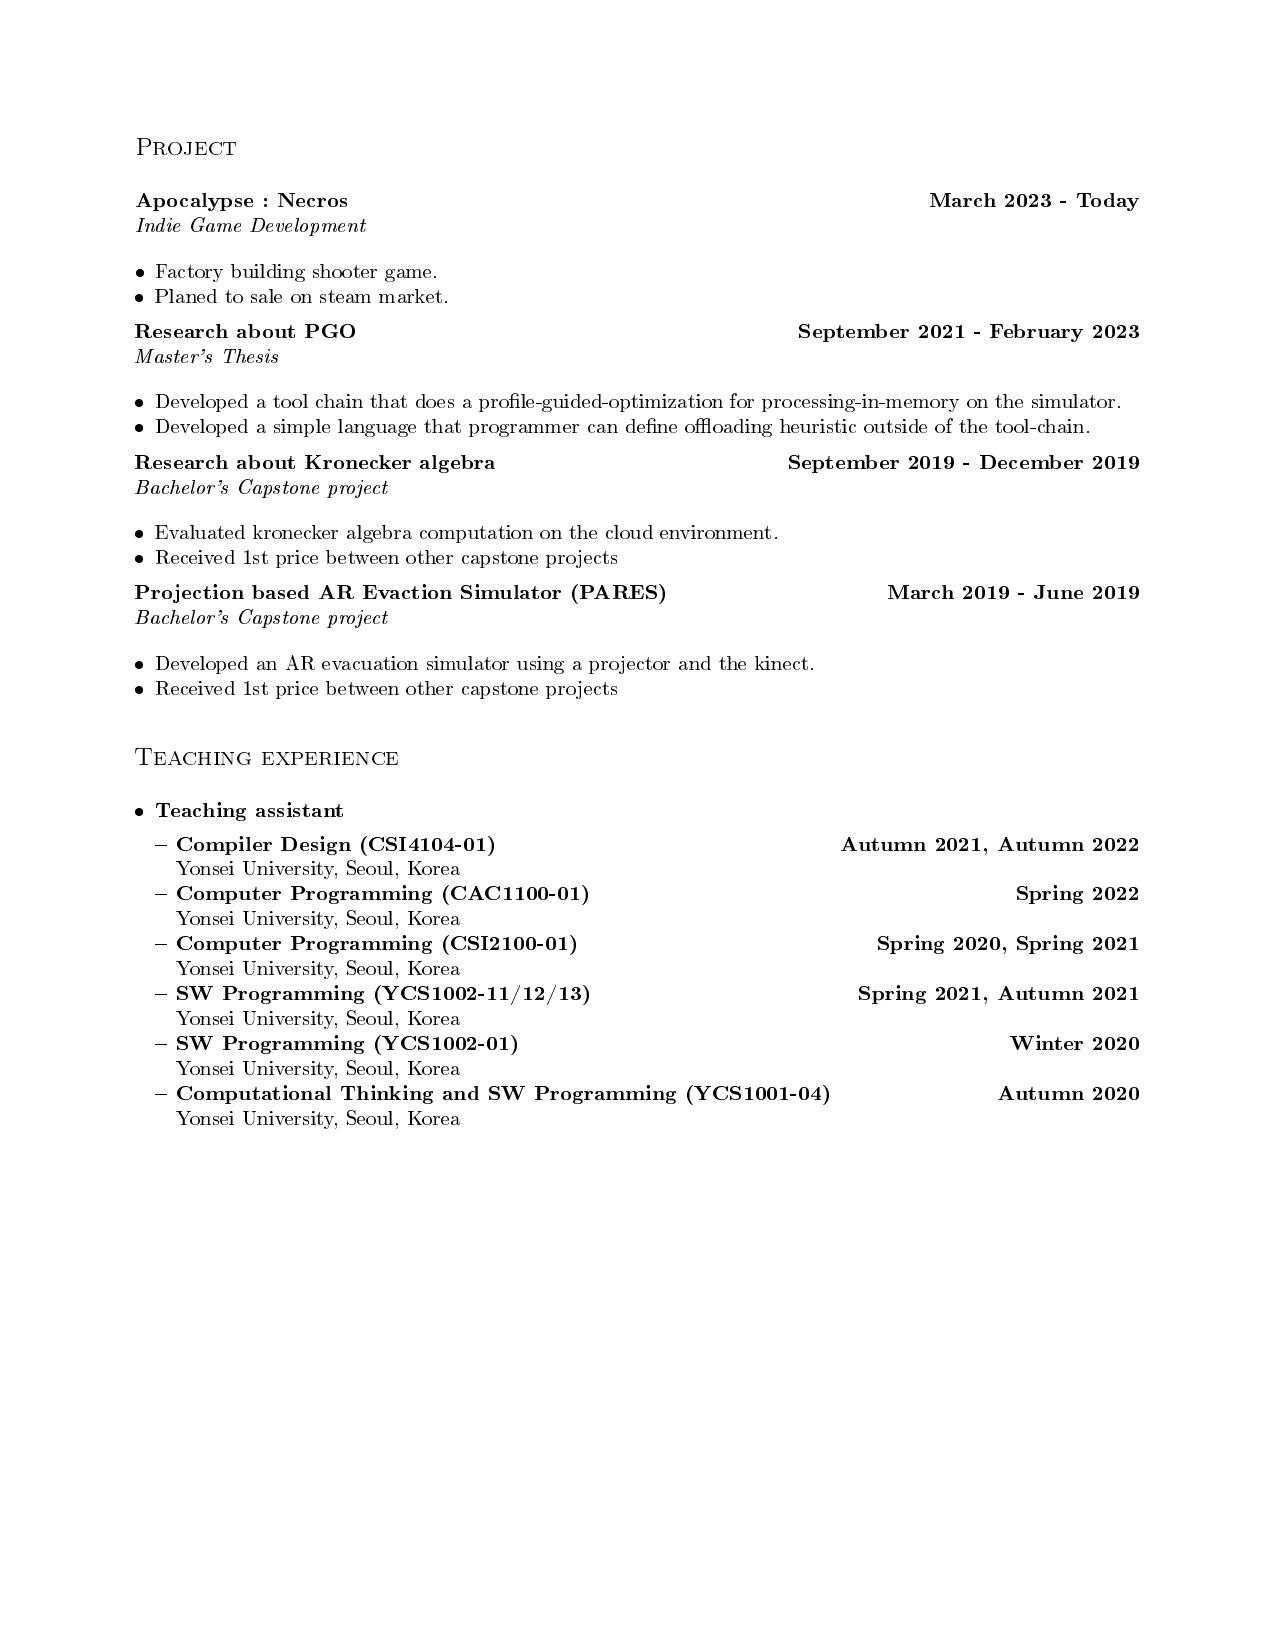 Project
Apocalypse : Necros March 2023 - Today
Indie Game Development
• Factory building shooter game.
• Planed to sale on steam market.
Research about PGO September 2021 - February 2023
Master's Thesis
• Developed a tool chain that does a profile-guided-optimization for processing-in-memory on the simulator.
• Developed a simple language that programmer can define offloading heuristic outside of the tool-chain.
Research about Kronecker algebra September 2019 - December 2019
Bachelor's Capstone project
• Evaluated kronecker algebra computation on the cloud environment.
• Received 1st price between other capstone projects
Projection based AR Evaction Simulator (PARES) March 2019 - June 2019
Bachelor's Capstone project
• Developed an AR evacuation simulator using a projector and the kinect.
• Received 1st price between other capstone projects
Teaching experience
• Teaching assistant
– Compiler Design (CSI4104-01) Autumn 2021, Autumn 2022
Yonsei University, Seoul, Korea
– Computer Programming (CAC1100-01) Spring 2022
Yonsei University, Seoul, Korea
– Computer Programming (CSI2100-01) Spring 2020, Spring 2021
Yonsei University, Seoul, Korea
– SW Programming (YCS1002-11/12/13) Spring 2021, Autumn 2021
Yonsei University, Seoul, Korea
– SW Programming (YCS1002-01) Winter 2020
Yonsei University, Seoul, Korea
– Computational Thinking and SW Programming (YCS1001-04) Autumn 2020
Yonsei University, Seoul, Korea